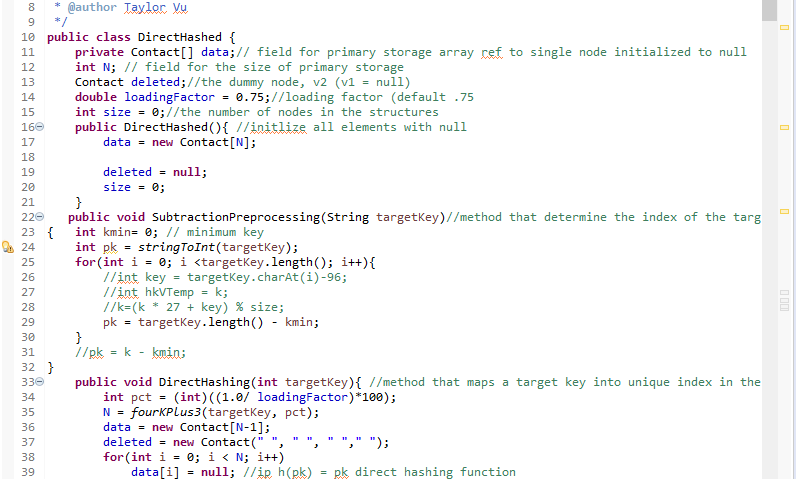 8 * @author Taylor Vu
9 */
10 public class DirectHashed {
11 private Contact[] data;// field for primary storage array ref to single node initialized to null
12 int N; // field for the size of primary storage
13 Contact deleted;//the dummy node, v2 (v1 = null)
14 double loadingFactor = 0.75;//loading factor (default .75
15 int size = 0;//the number of nodes in the structures
16 public DirectHashed(){ //initlize all elements with null
17 data = new Contact[N];
18
19 deleted = null;
20 size = 0;
21 }
22 public void SubtractionPreprocessing(String targetKey)//method that determine the index of the targ
23 { int kmin= 0; // minimum key
24 int pk = stringToInt(targetKey);
25 for(int i = 0; i <targetKey.length(); i++){
26 //int key = targetKey.charAt(i)-96;
27 //int hkVTemp = k;
28 //k=(k * 27 + key) % size;
29 pk = targetKey.length() - kmin;
30 }
31 //pk = k - kmin;
32 }
33 public void DirectHashing(int targetKey){ //method that maps a target key into unique index in the
34 int pct = (int)((1.0/ loadingFactor)*100);
35 N = fourKPlus3(targetKey, pct);
36 data = new Contact[N-1];
37 deleted = new Contact(" ", " ", " "," ");
38 for(int i = 0; i < N; i++)
39 data[i] = null; //ip h(pk) = pk direct hashing function